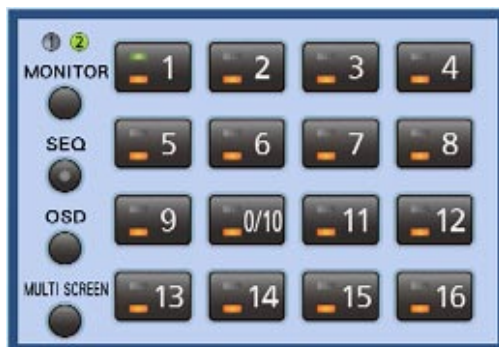 1 2
MONITOR
1 2 3 4
SEQ
5 6 7 8
OSD
9 0/10 11 12
MULTI SCREEN
13 14 15 16